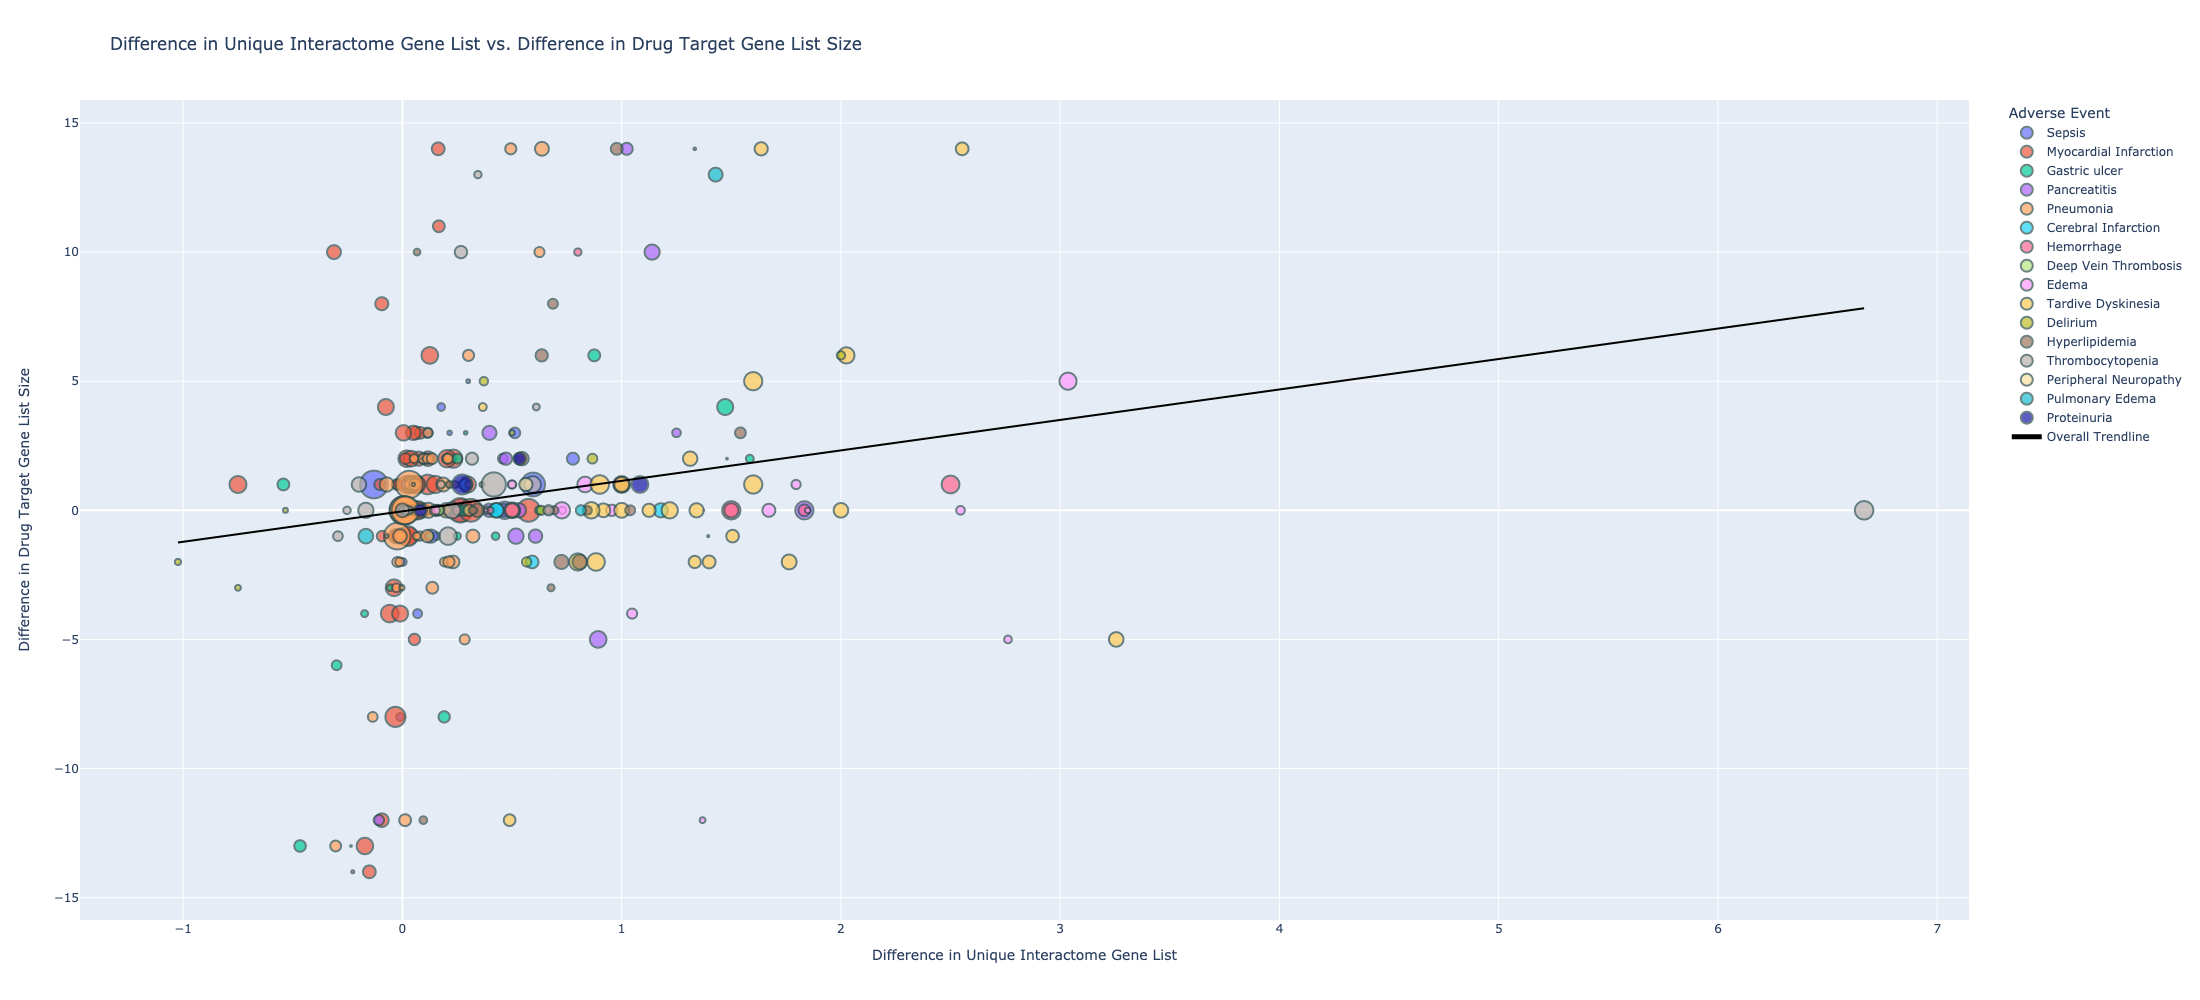 Difference in Unique Interactome Gene List vs. Difference in Drug Target Gene List Size
Difference in Drug Target Gene List Size
15
10
5
0
−5
−10
−15
−1
0
1
2
3
4
5
6
7
Difference in Unique Interactome Gene List
Adverse Event
Sepsis
Myocardial Infarction
Gastric ulcer
Pancreatitis
Pneumonia
Cerebral Infarction
Hemorrhage
Deep Vein Thrombosis
Edema
Tardive Dyskinesia
Delirium
Hyperlipidemia
Thrombocytopenia
Peripheral Neuropathy
Pulmonary Edema
Proteinuria
Overall Trendline